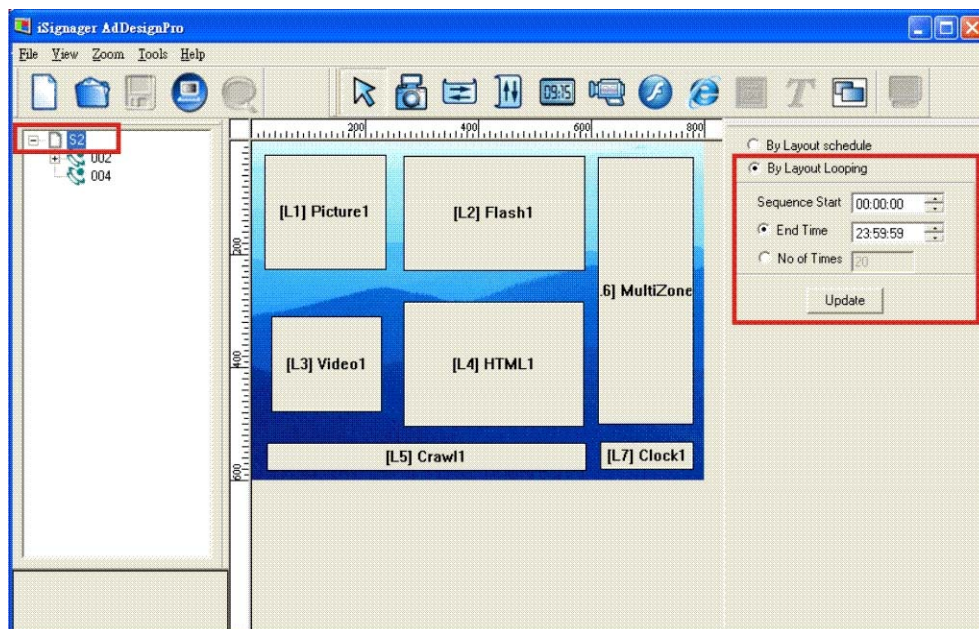 iSignager AdDesignPro
File View Zoom Tools Help
09:15
S2
002
004
200 400 600 800
200
400
600
[L1] Picture1
[L2] Flash1
.6] MultiZone
[L3] Video1
[L4] HTML1
[L5] Crawl1
[L7] Clock1
By Layout schedule
By Layout Looping
Sequence Start 00:00:00
End Time 23:59:59
No of Times 20
Update